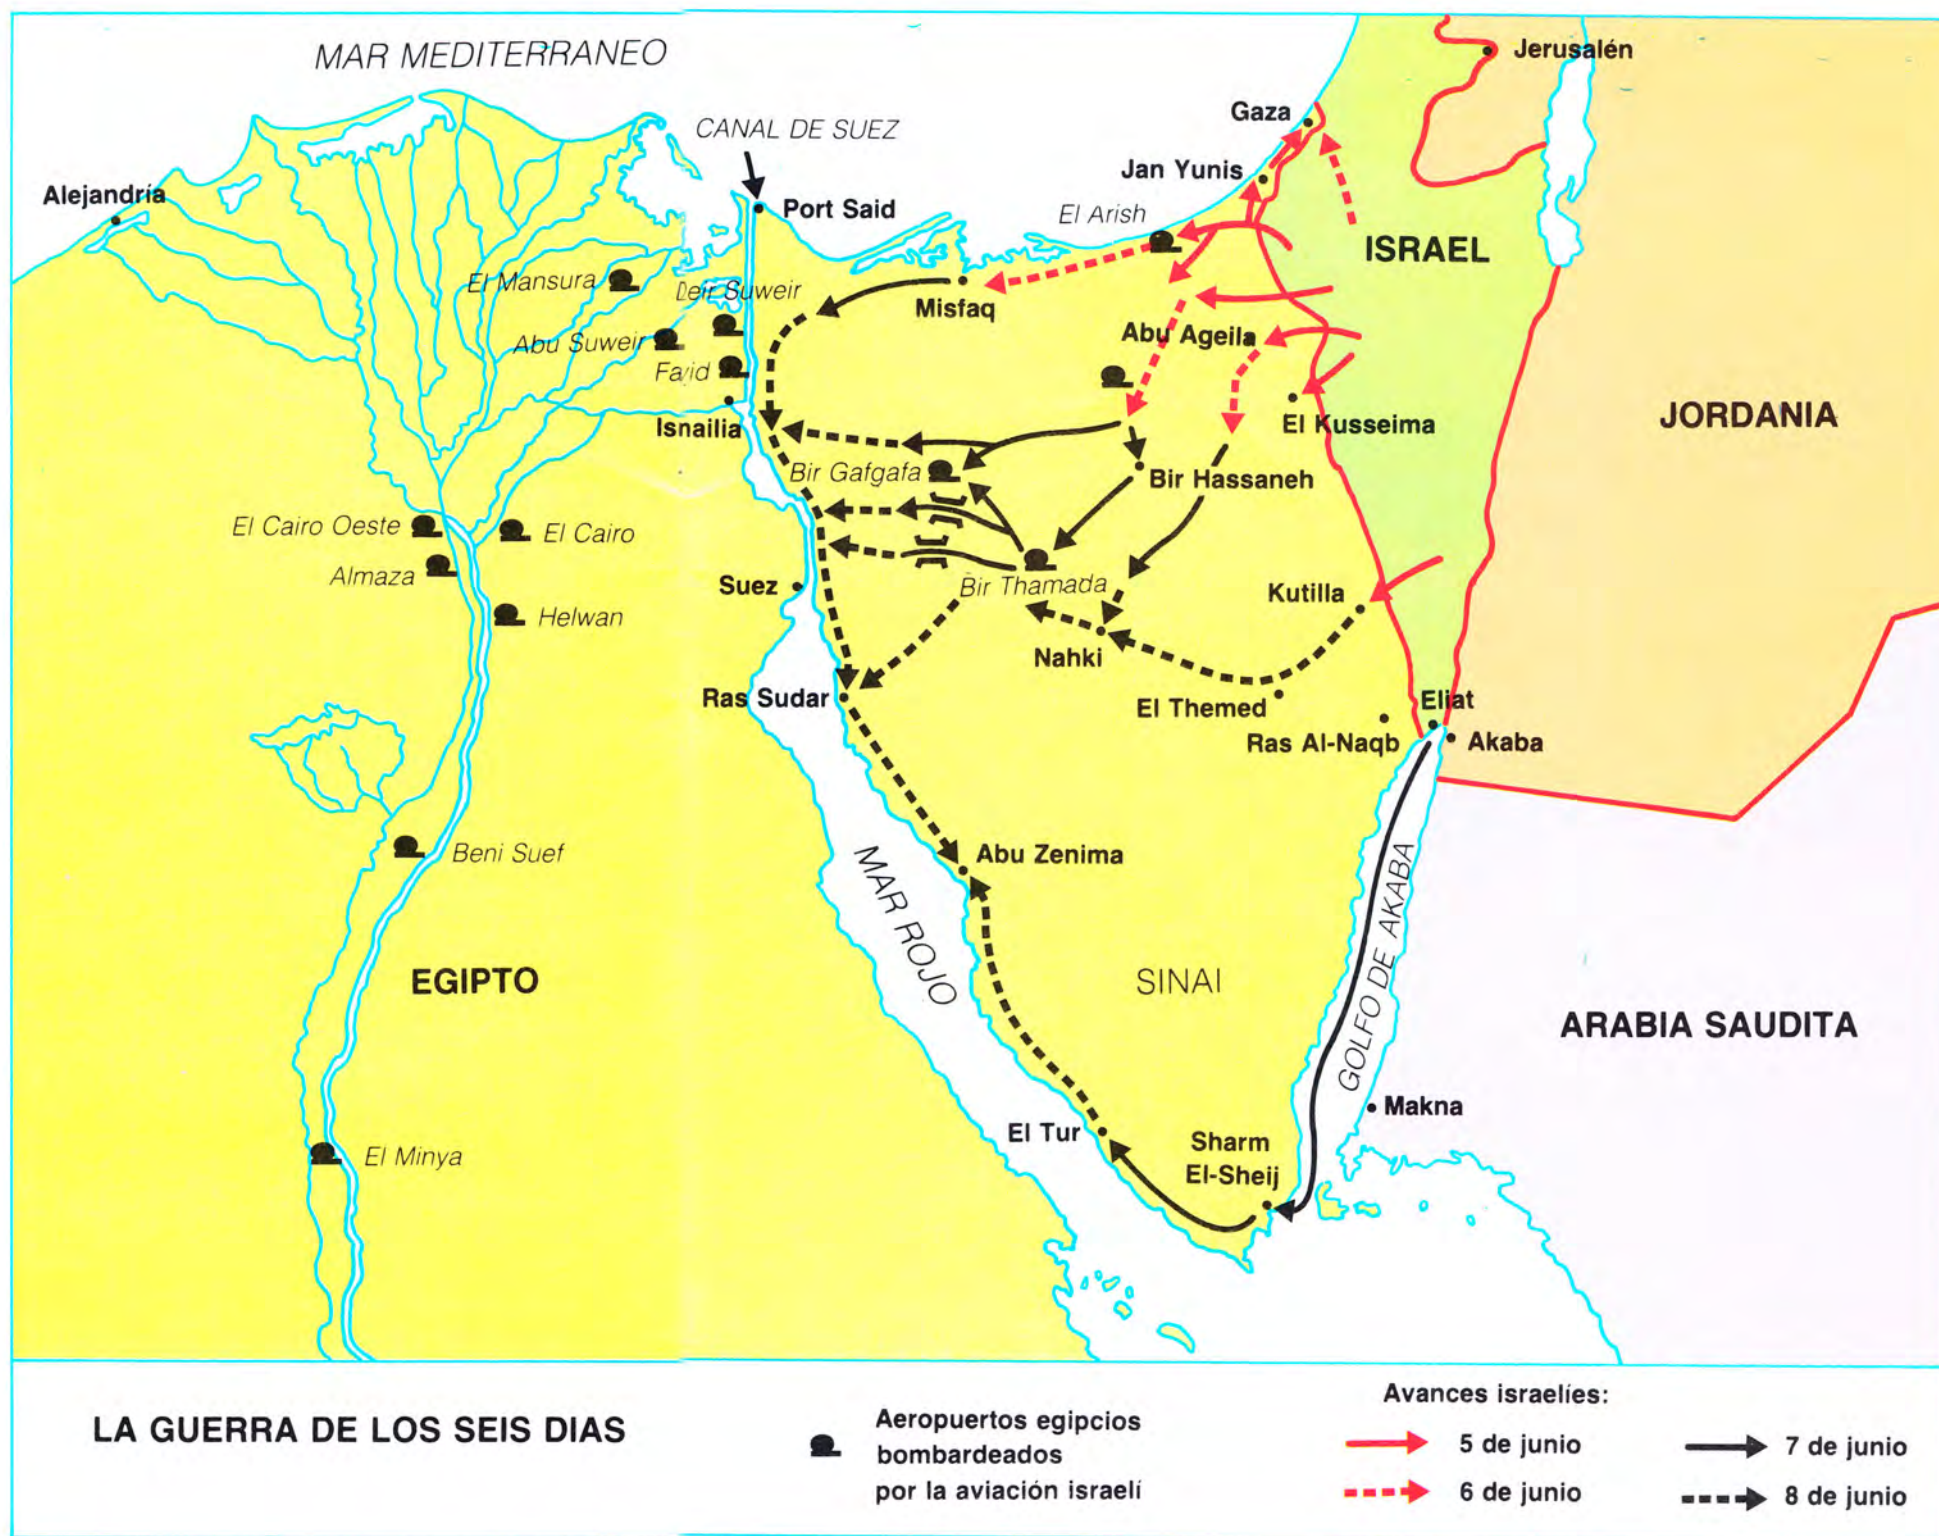 MAR MEDITERRANEO
Jerusalén
Gaza
CANAL DE SUEZ
Jan Yunis
Alejandría
Port Said
El Arish
ISRAEL
El Mansura
Deir Suweir
Misfaq
Abu Suweir
Abu Ageila
Fayid
Isnailia
El Kusseima
JORDANIA
Bir Gafgafa
Bir Hassaneh
El Cairo Oeste
El Cairo
Almaza
Suez
Bir Thamada
Kutilla
Helwan
Nahki
Ras Sudar
El Themed
Eliat
Ras Al-Naqb
Akaba
Beni Suef
Abu Zenima
MAR ROJO
GOLFO DE AKABA
EGIPTO
SINAI
ARABIA SAUDITA
Makna
El Tur
Sharm
El-Sheij
El Minya
LA GUERRA DE LOS SEIS DIAS
Aeropuertos egipcios
bombardeados
por la aviación israelí
Avances israelíes:
5 de junio
7 de junio
6 de junio
8 de junio